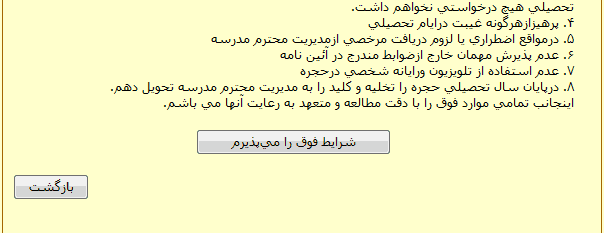 تحصيلي هيچ درخواستي نخواهم داشت.
۴. پرهيزازهرگونه غيبت درايام تحصيلي
۵. درمواقع اضطراري يا لزوم دريافت مرخصي ازمديريت محترم مدرسه
۶. عدم پذيرش مهمان خارج ازضوابط مندرج در آئين نامه
۷. عدم استفاده از تلويزيون ورايانه شخصي درحجره
۸. درپايان سال تحصيلي حجره را تخليه و كليد را به مديريت محترم مدرسه تحويل دهم.
اينجانب تمامي موارد فوق را با دقت مطالعه و متعهد به رعايت آنها مي باشم.
شرايط فوق را مي‌پذيرم
بازگشت